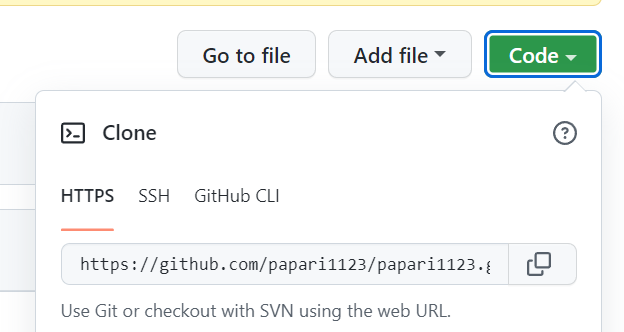 Go to file Add file Code
Clone
HTTPS SSH GitHub CLI
https://github.com/papari1123/papari1123.g
Use Git or checkout with SVN using the web URL.